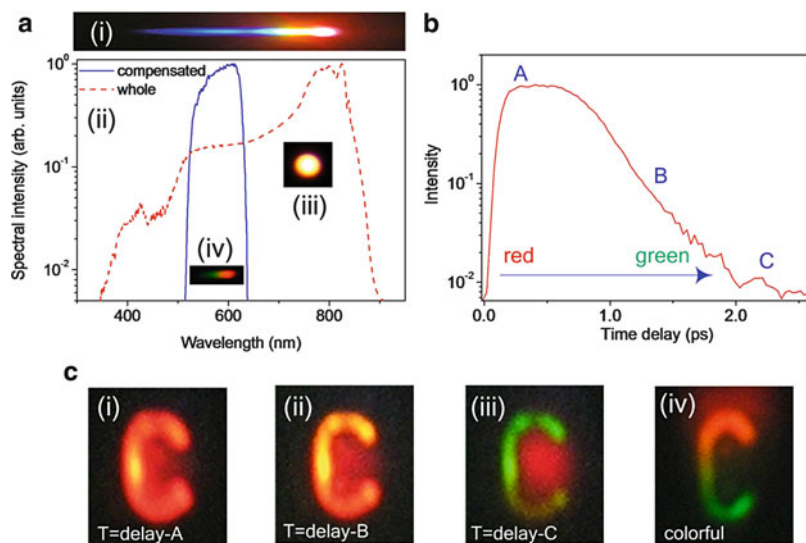 a
(i)
10⁰
compensated
whole
(ii)
10⁻¹
(iii)
(iv)
10⁻²
Spectral intensity (arb. units)
400 600 800
Wavelength (nm)
b
A
10⁰
B
10⁻¹
red green C
10⁻²
Intensity
0.0 1.0 2.0
Time delay (ps)
c
(i) (ii) (iii) (iv)
C C C C
T=delay-A T=delay-B T=delay-C colorful